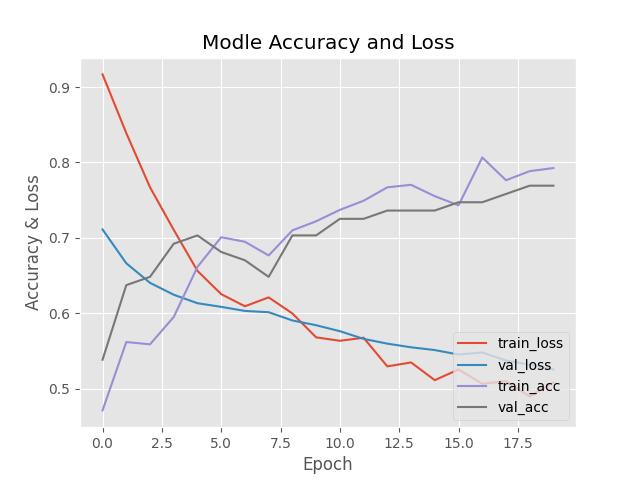 Modle Accuracy and Loss
0.9
0.8
0.7
0.6
0.5
Accuracy & Loss
train_loss
val_loss
train_acc
val_acc
0.0 2.5 5.0 7.5 10.0 12.5 15.0 17.5
Epoch